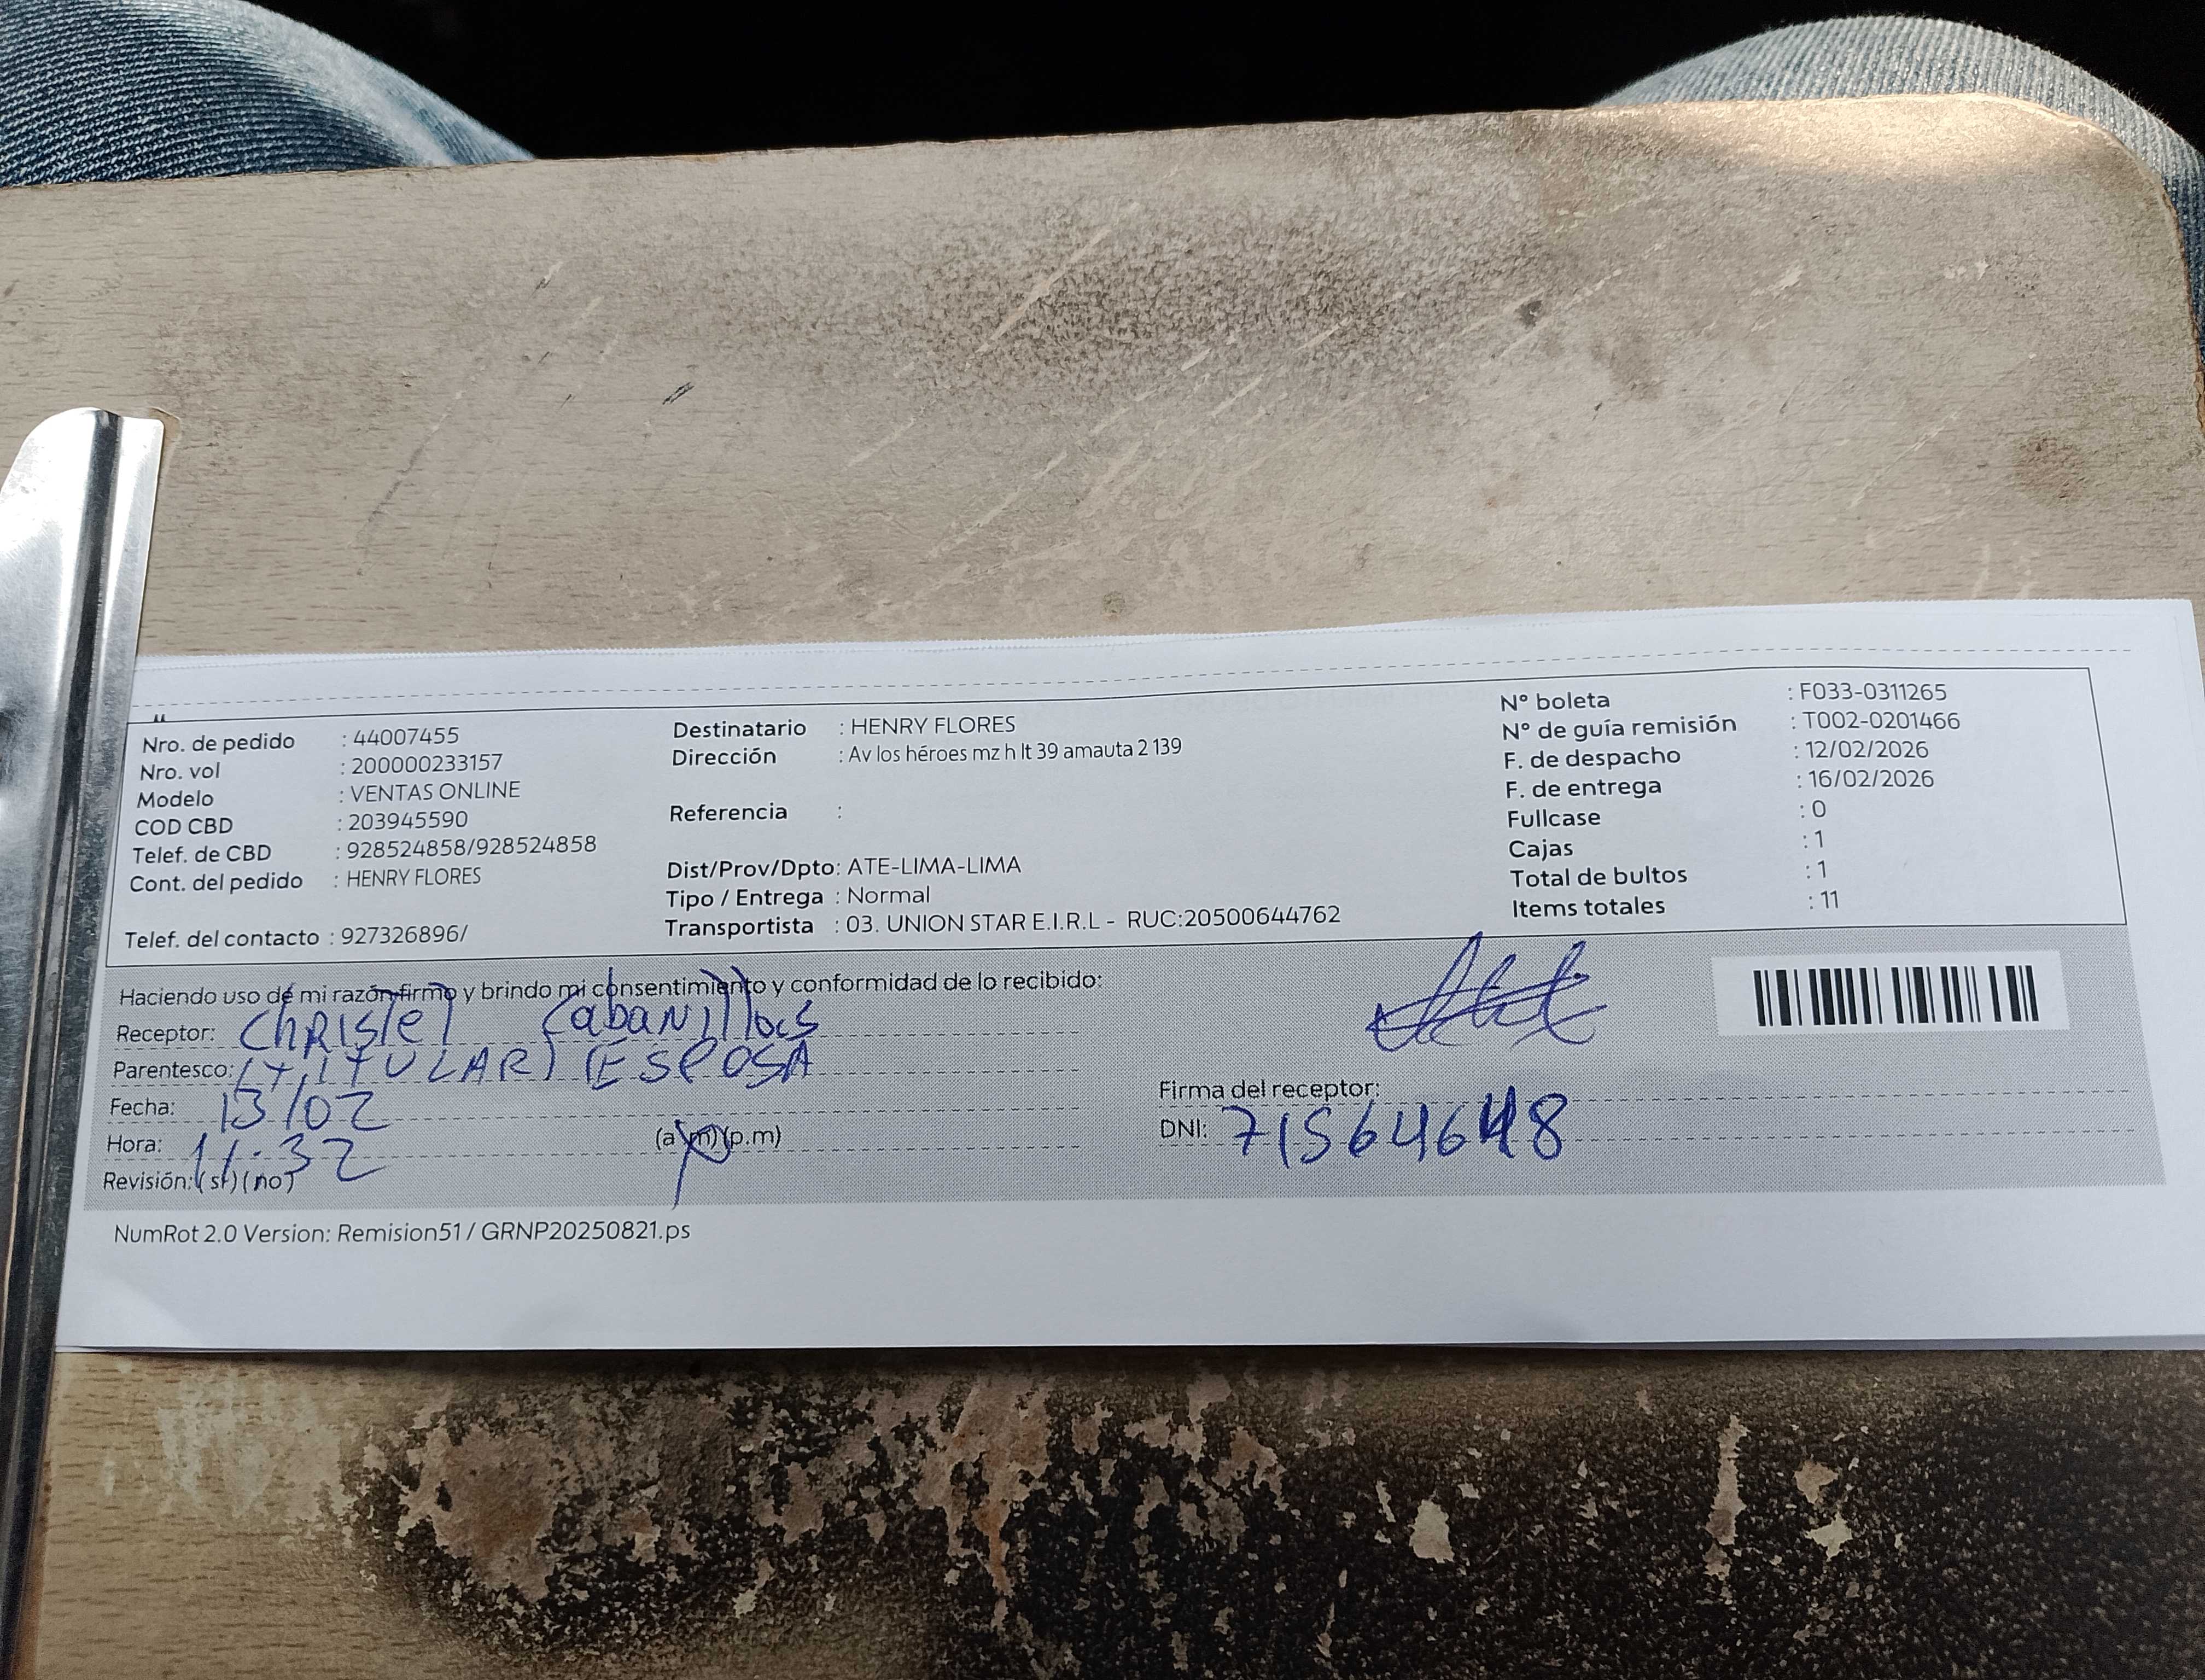 Nro. de pedido : 44007455
Nro. vol : 200000233157
Modelo : VENTAS ONLINE
COD CBD : 203945590
Telef. de CBD : 928524858/928524858
Cont. del pedido : HENRY FLORES
Telef. del contacto : 927326896/
Destinatario : HENRY FLORES
Dirección : Av los héroes mz h lt 39 amauta 2 139
Referencia :
Dist/Prov/Dpto: ATE-LIMA-LIMA
Tipo / Entrega : Normal
Transportista : 03. UNION STAR E.I.R.L - RUC:20500644762
N° boleta : F033-0311265
N° de guía remisión : T002-0201466
F. de despacho : 12/02/2026
F. de entrega : 16/02/2026
Fullcase : 0
Cajas : 1
Total de bultos : 1
Items totales : 11
Haciendo uso de mi razón firmo y brindo mi consentimiento y conformidad de lo recibido:
Receptor: Christel Cabanillas
Parentesco: (TITULAR) (ESPOSA
Fecha: 13/02
Hora: 11:32 (a.m)(p.m)
Revisión: (si) (no)
Firma del receptor:
DNI: 71564648
NumRot 2.0 Version: Remision51 / GRNP20250821.ps